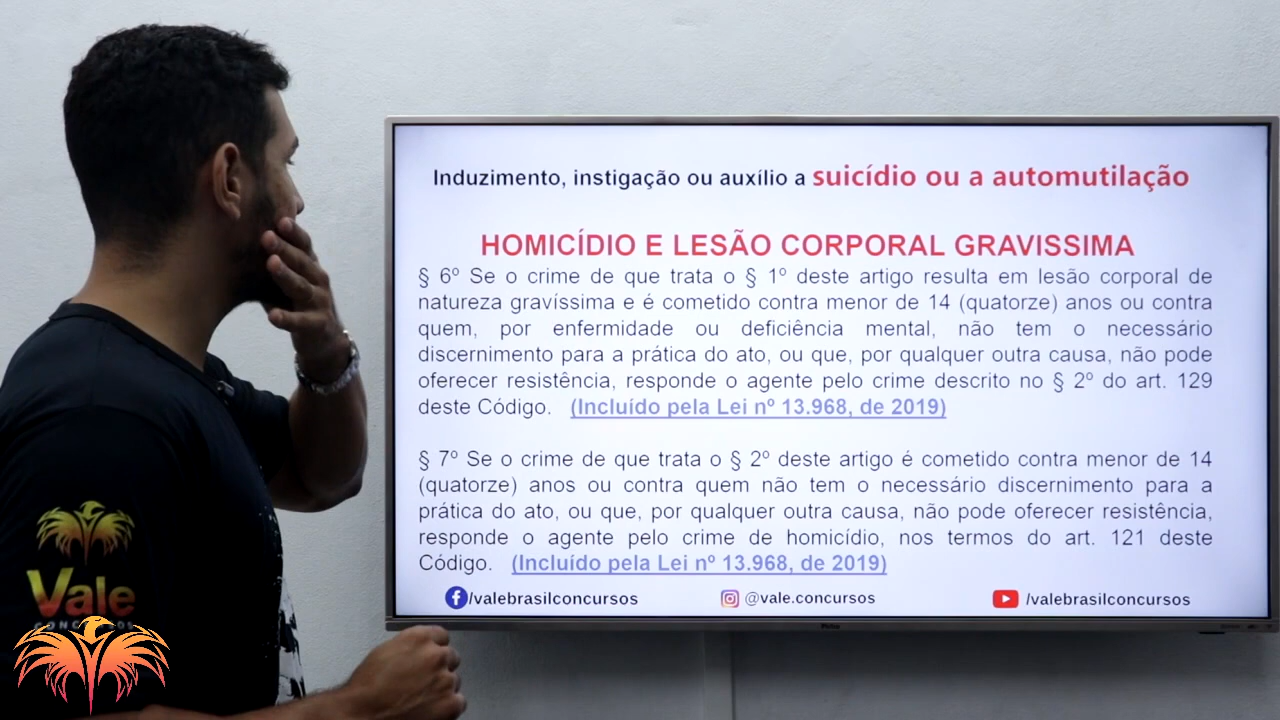 Induzimento, instigação ou auxílio a suicídio ou a automutilação
HOMICÍDIO E LESÃO CORPORAL GRAVISSIMA
§ 6º Se o crime de que trata o § 1º deste artigo resulta em lesão corporal de
natureza gravíssima e é cometido contra menor de 14 (quatorze) anos ou contra
quem, por enfermidade ou deficiência mental, não tem o necessário
discernimento para a prática do ato, ou que, por qualquer outra causa, não pode
oferecer resistência, responde o agente pelo crime descrito no § 2º do art. 129
deste Código. (Incluído pela Lei nº 13.968, de 2019)
§ 7º Se o crime de que trata o § 2º deste artigo é cometido contra menor de 14
(quatorze) anos ou contra quem não tem o necessário discernimento para a
prática do ato, ou que, por qualquer outra causa, não pode oferecer resistência,
responde o agente pelo crime de homicídio, nos termos do art. 121 deste
Código. (Incluído pela Lei nº 13.968, de 2019)
/valebrasilconcursos @vale.concursos /valebrasilconcursos
Philco
Vale
CONCURSOS